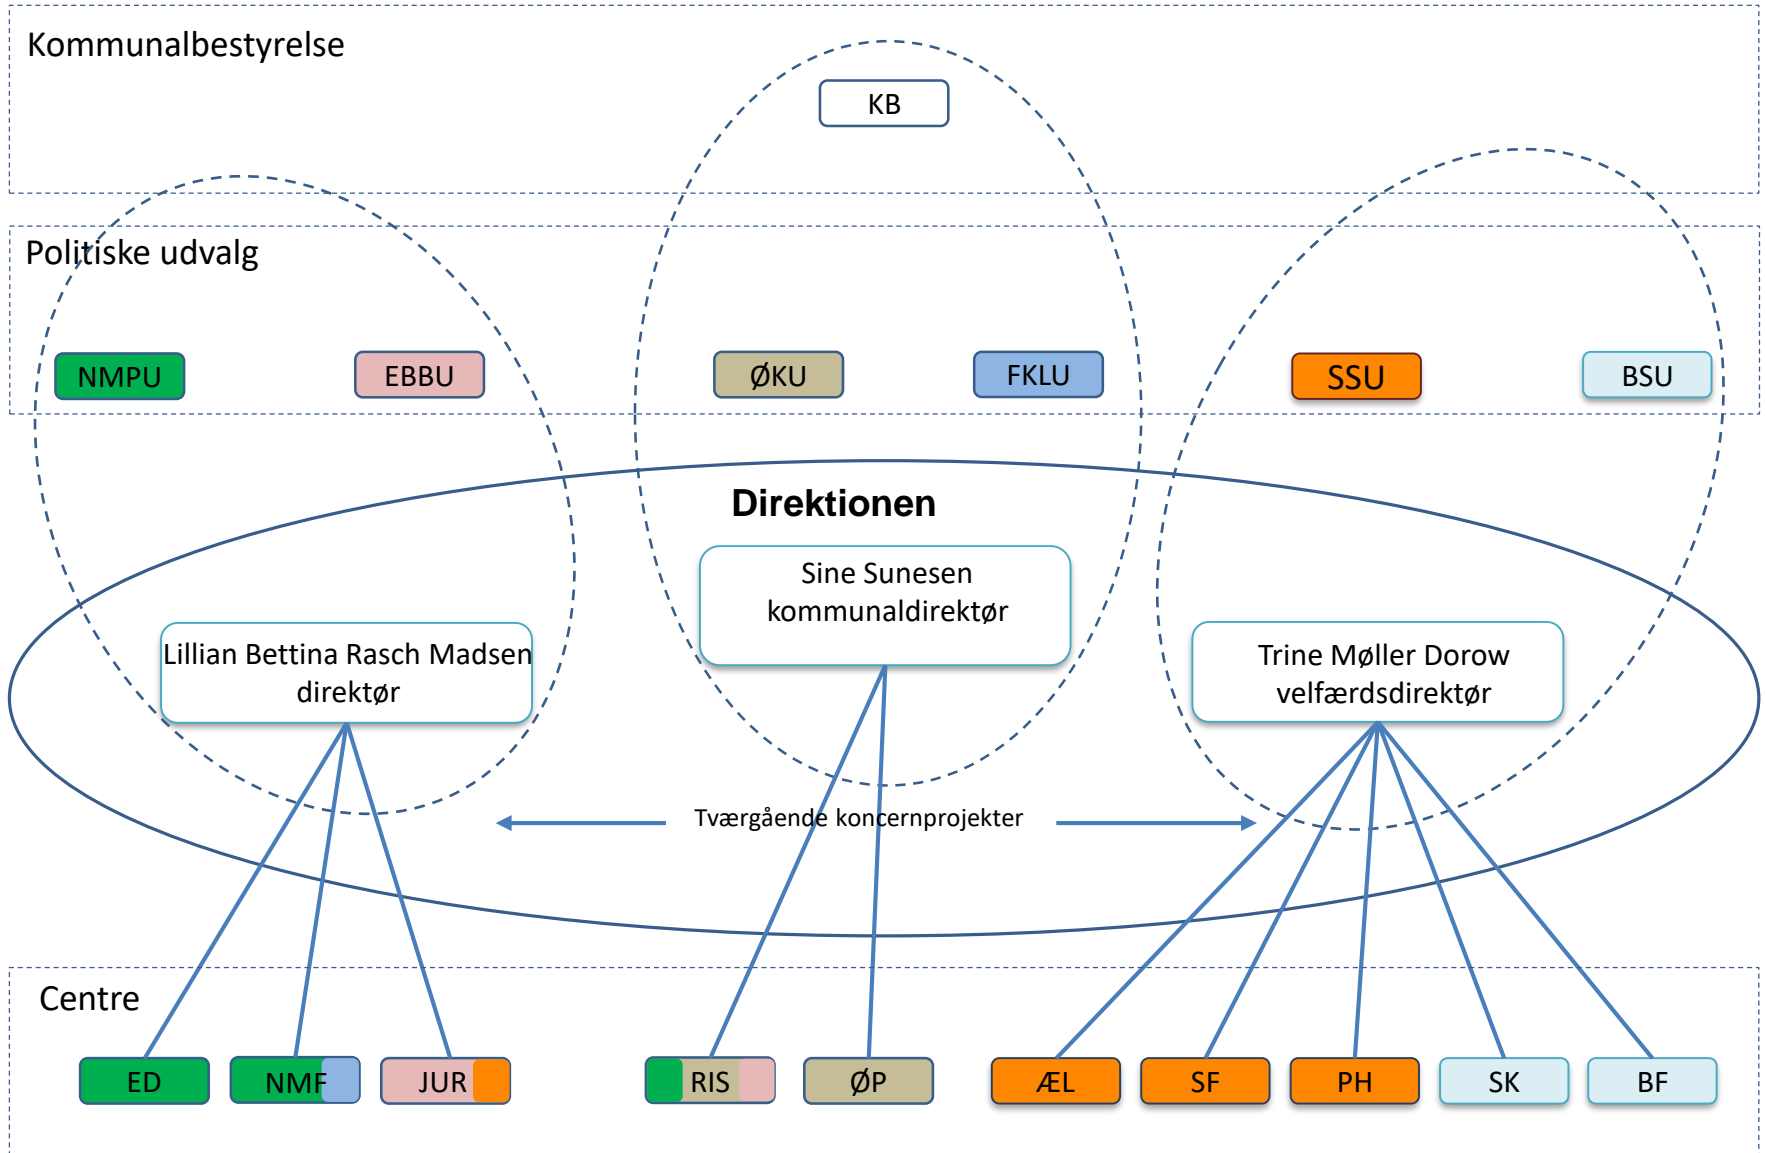 Kommunalbestyrelse
KB
Politiske udvalg
NMPU
EBBU
ØKU
FKLU
SSU
BSU
Direktionen
Sine Sunesen
kommunaldirektør
Lillian Bettina Rasch Madsen
direktør
Trine Møller Dorow
velfærdsdirektør
Tværgående koncernprojekter
Centre
ED
NMF
JUR
RIS
ØP
ÆL
SF
PH
SK
BF